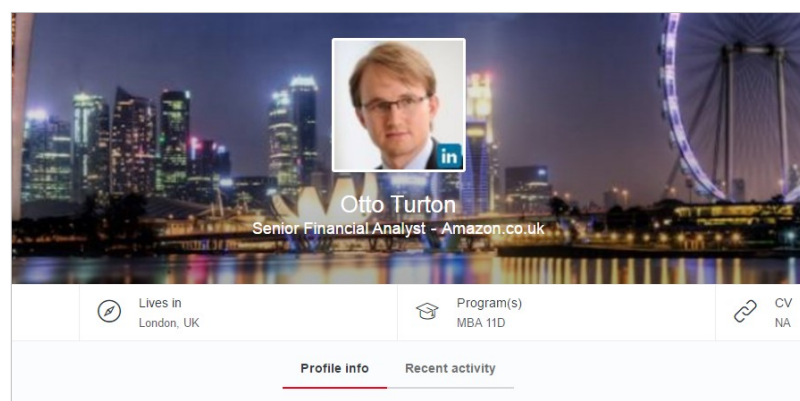 in
Otto Turton
Senior Financial Analyst - Amazon.co.uk
Lives in
London, UK
Program(s)
MBA 11D
CV
NA
Profile info
Recent activity